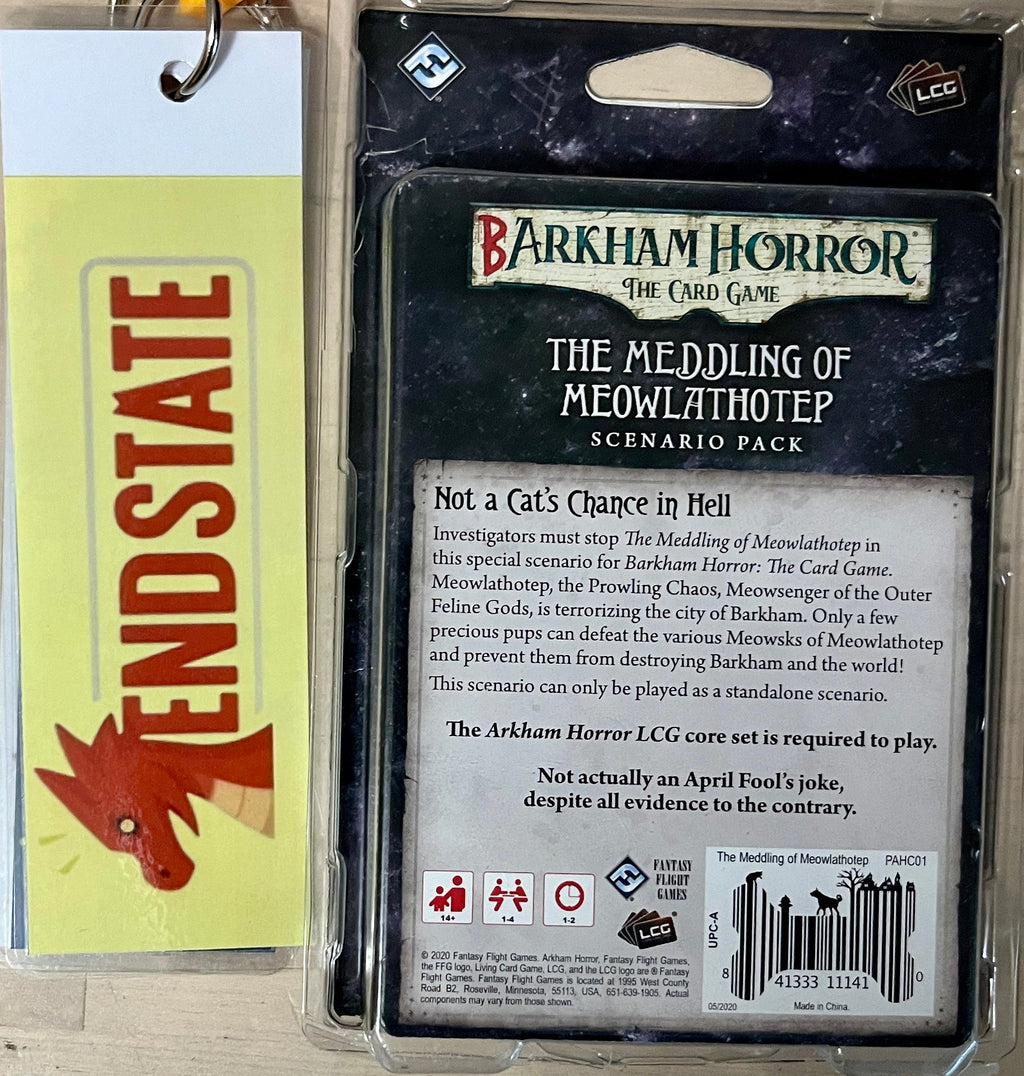 ENDSTATE
LCG
BARKHAM HORROR®
THE CARD GAME
THE MEDDLING OF
MEOWLATHOTEP
SCENARIO PACK
Not a Cat's Chance in Hell
Investigators must stop The Meddling of Meowlathotep in
this special scenario for Barkham Horror: The Card Game.
Meowlathotep, the Prowling Chaos, Meowsenger of the Outer
Feline Gods, is terrorizing the city of Barkham. Only a few
precious pups can defeat the various Meowsks of Meowlathotep
and prevent them from destroying Barkham and the world!
This scenario can only be played as a standalone scenario.
The Arkham Horror LCG core set is required to play.
Not actually an April Fool's joke,
despite all evidence to the contrary.
14+
1-4
1-2
FANTASY
FLIGHT
GAMES
LCG
© 2020 Fantasy Flight Games. Arkham Horror, Fantasy Flight Games,
the FFG logo, Living Card Game, LCG, and the LCG logo are ® Fantasy
Flight Games. Fantasy Flight Games is located at 1995 West County
Road B2, Roseville, Minnesota, 55113, USA, 651-639-1905. Actual
components may vary from those shown.
The Meddling of Meowlathotep PAHC01
UPC-A
8 41333 11141 0
05/2020 Made in China.